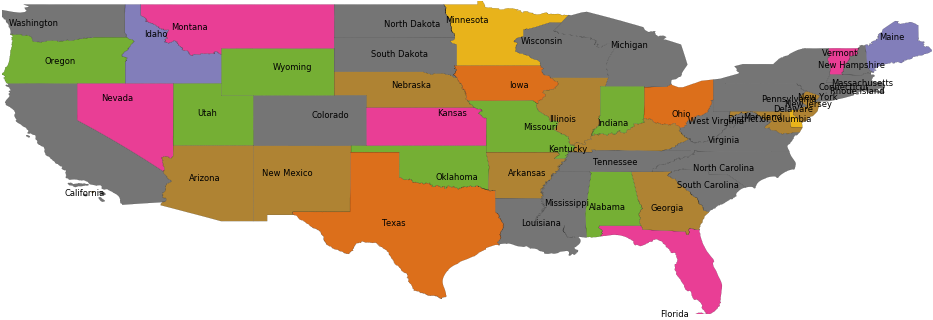 Washington
Idaho
Montana
North Dakota
Minnesota
Wisconsin
Michigan
Maine
Oregon
Wyoming
South Dakota
Vermont
New Hampshire
Nevada
Utah
Colorado
Nebraska
Kansas
Iowa
Missouri
Illinois
Indiana
Ohio
Massachusetts
Connecticut
Rhode Island
Pennsylvania
New York
New Jersey
Delaware
Maryland
District of Columbia
West Virginia
Virginia
Kentucky
Tennessee
North Carolina
South Carolina
California
Arizona
New Mexico
Oklahoma
Arkansas
Texas
Louisiana
Mississippi
Alabama
Georgia
Florida